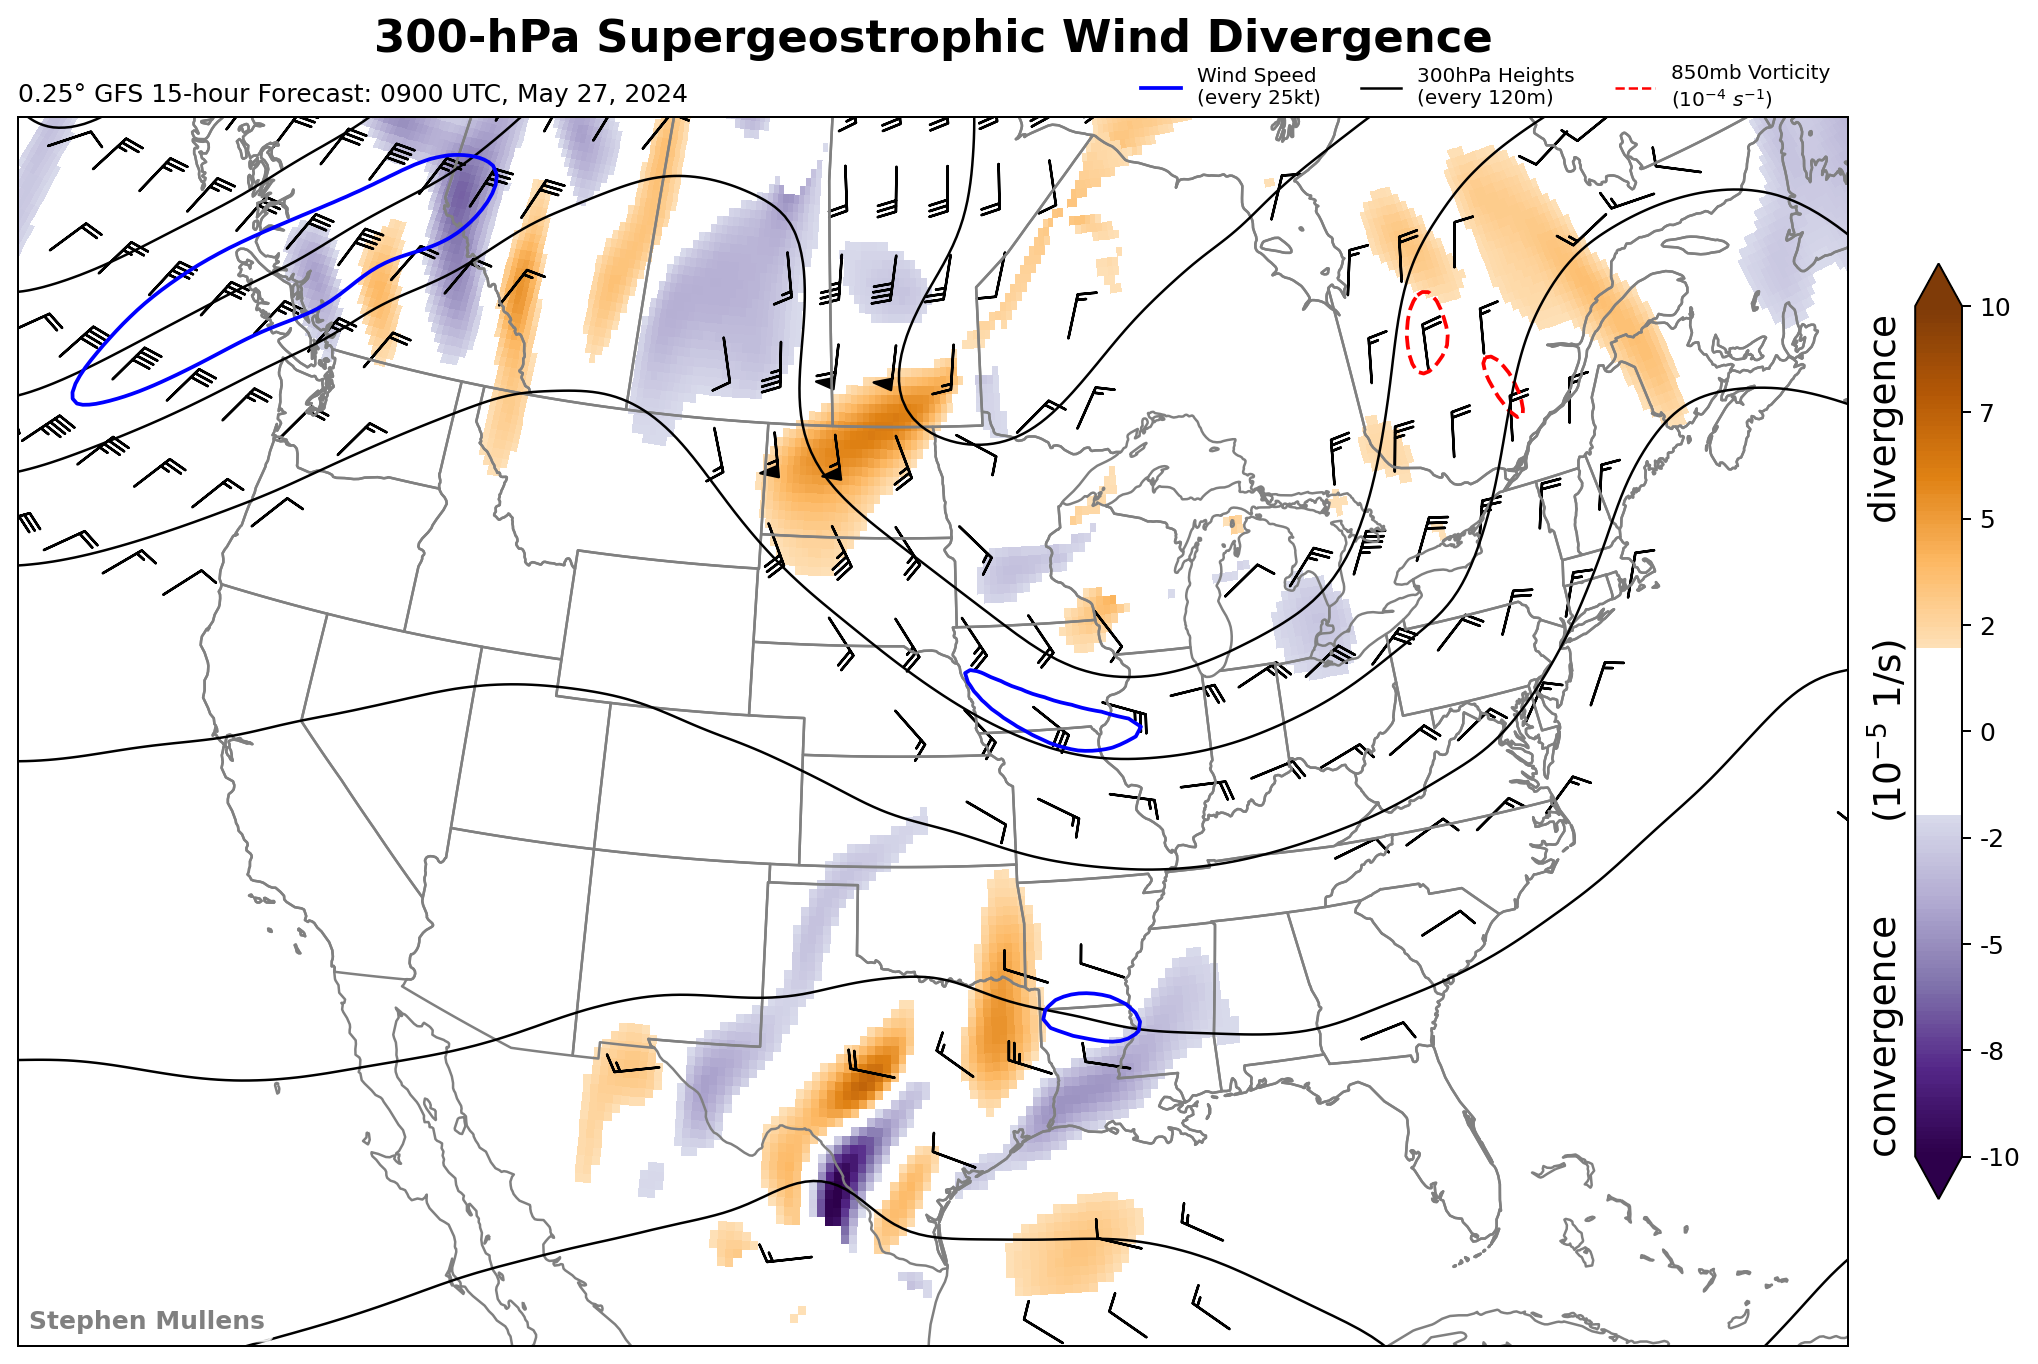 300-hPa Supergeostrophic Wind Divergence
0.25° GFS 15-hour Forecast: 0900 UTC, May 27, 2024
Wind Speed
(every 25kt)
300hPa Heights
(every 120m)
850mb Vorticity
(10⁻⁴ s⁻¹)
10
7
5
2
0
-2
-5
-8
-10
convergence (10⁻⁵ 1/s) divergence
Stephen Mullens